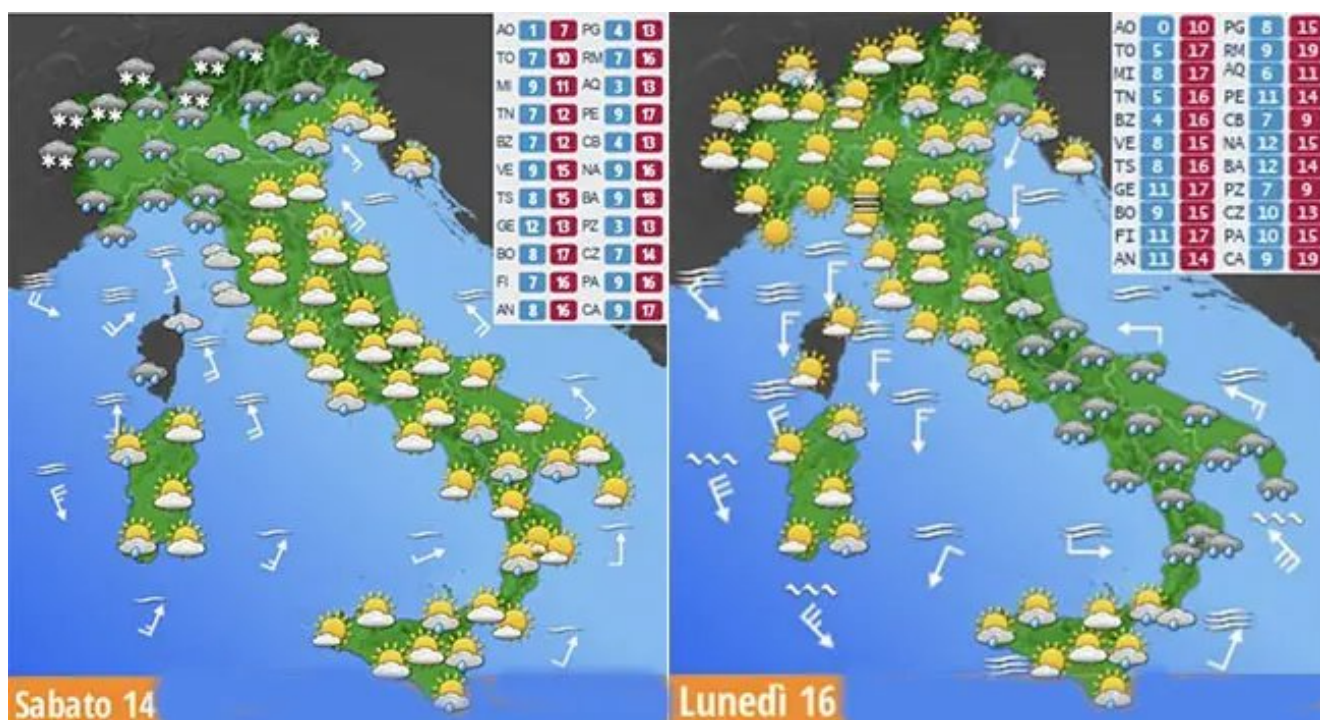 AO 1 7 PG 4 13
TO 7 10 RM 7 16
MI 9 11 AQ 3 13
TN 7 12 PE 9 17
BZ 7 12 CB 4 13
VE 9 15 NA 9 16
TS 8 15 BA 9 18
GE 12 13 PZ 3 13
BO 8 17 CZ 7 14
FI 7 16 PA 9 16
AN 8 16 CA 9 17
Sabato 14
AO 0 10 PG 8 15
TO 5 17 RM 9 19
MI 8 17 AQ 6 11
TN 5 16 PE 11 14
BZ 4 16 CB 7 9
VE 8 15 NA 12 15
TS 8 16 BA 12 14
GE 11 17 PZ 7 9
BO 9 15 CZ 10 13
FI 11 17 PA 10 15
AN 11 14 CA 9 19
Lunedì 16